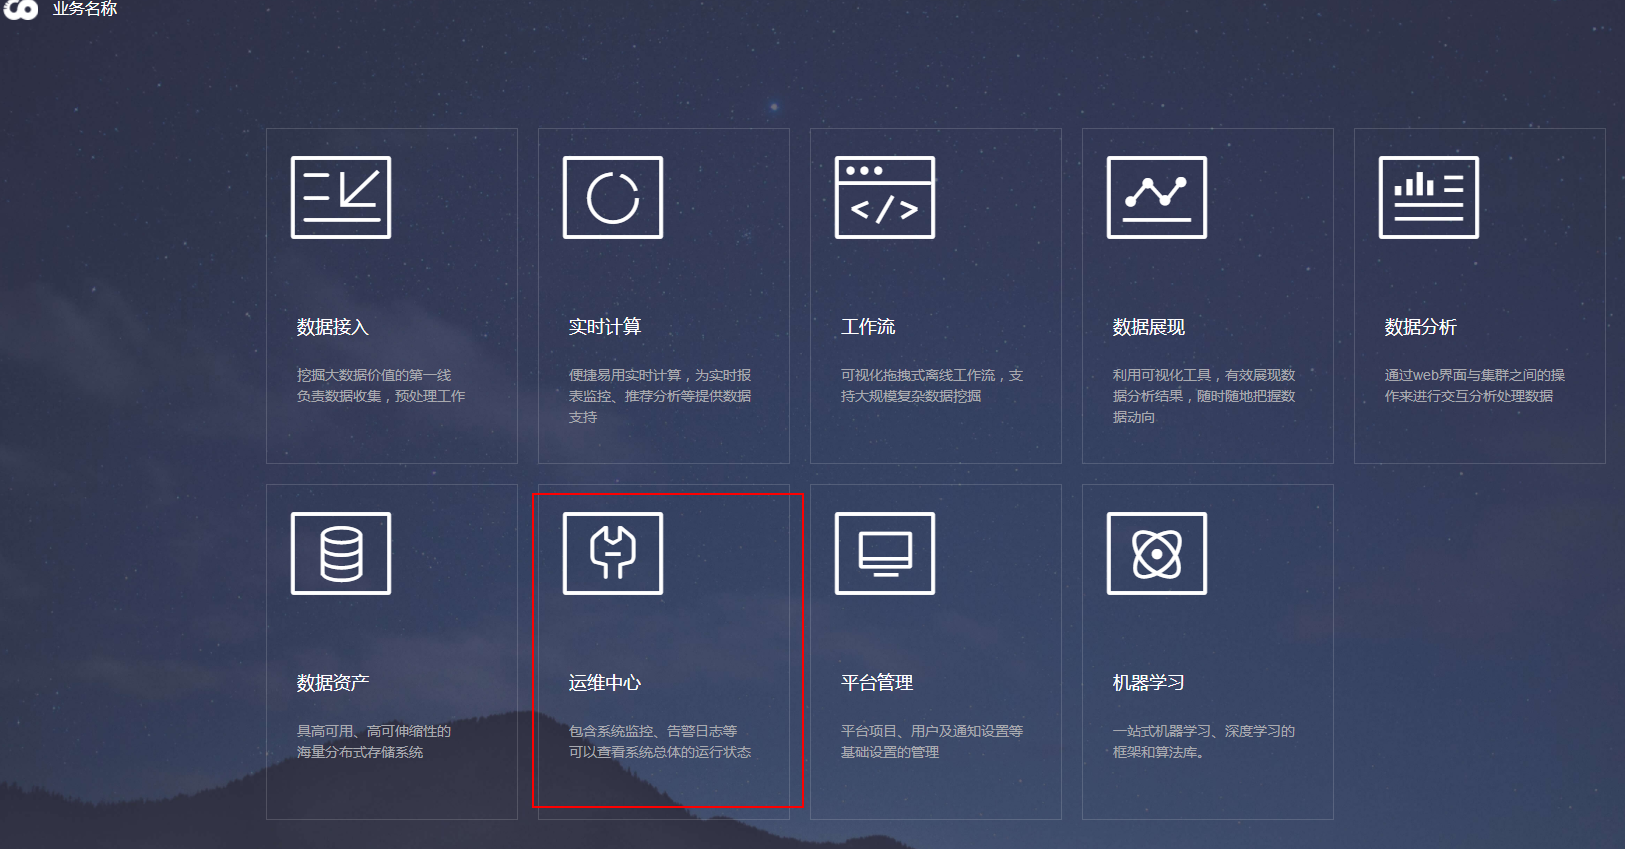 业务名称
数据接入
挖掘大数据价值的第一线
负责数据收集，预处理工作
实时计算
便捷易用实时计算，为实时报
表监控、推荐分析等提供数据
支持
工作流
可视化拖拽式离线工作流，支
持大规模复杂数据挖掘
数据展现
利用可视化工具，有效展现数
据分析结果，随时随地把握数
据动向
数据分析
通过web界面与集群之间的操
作来进行交互分析处理数据
数据资产
具高可用、高可伸缩性的
海量分布式存储系统
运维中心
包含系统监控、告警日志等
可以查看系统总体的运行状态
平台管理
平台项目、用户及通知设置等
基础设置的管理
机器学习
一站式机器学习、深度学习的
框架和算法库。